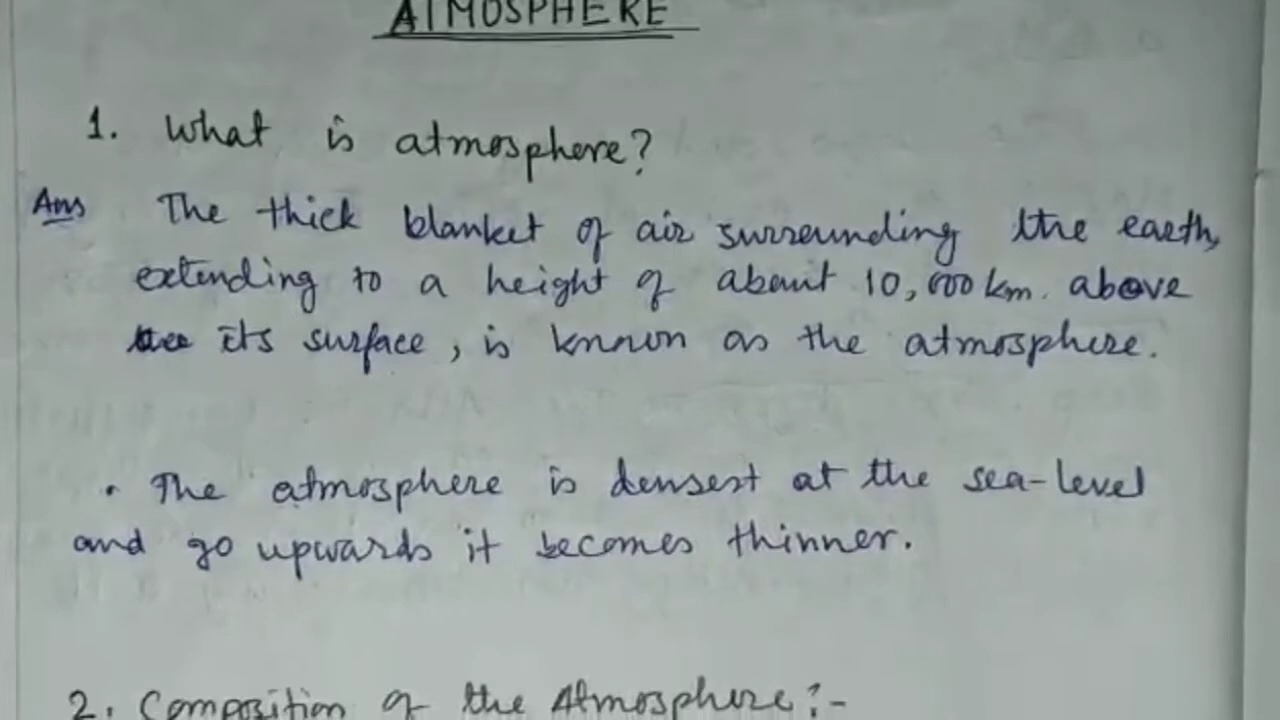 ATMOSPHERE
1. What is atmosphere?
Ans The thick blanket of air surrounding the earth,
extending to a height of about 10,000 km. above
its surface, is known as the atmosphere.
• The atmosphere is densest at the sea-level
and go upwards it becomes thinner.
2. Composition of the Atmosphere:-